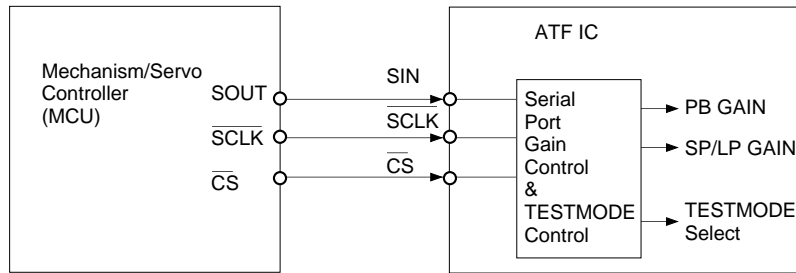 ATF IC
Mechanism/Servo
Controller
(MCU)
SOUT
SCLK
CS
SIN
SCLK
CS
Serial
Port
Gain
Control
&
TESTMODE
Control
PB GAIN
SP/LP GAIN
TESTMODE
Select